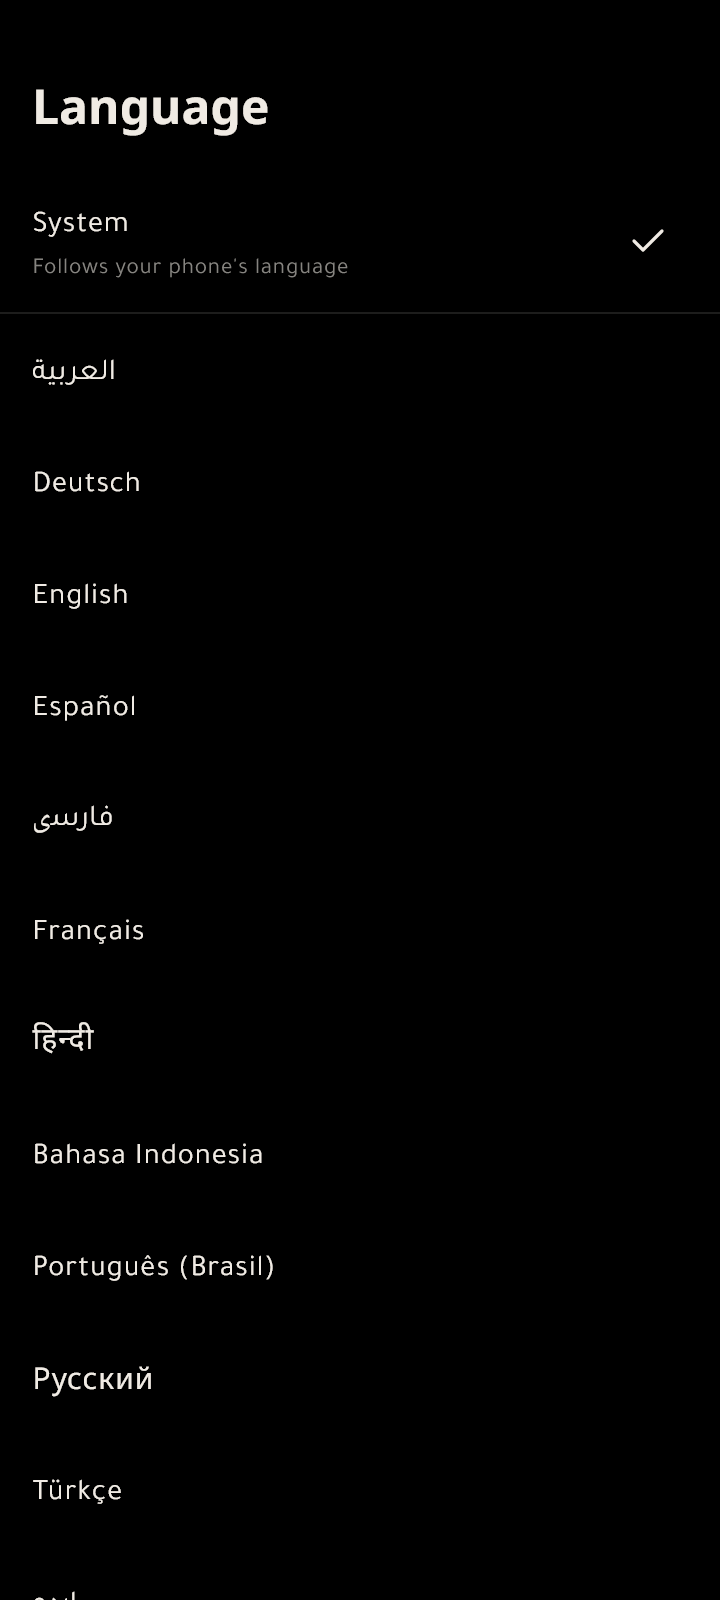 Language
System
Follows your phone's language
العربية
Deutsch
English
Español
فارسی
Français
हिन्दी
Bahasa Indonesia
Português (Brasil)
Русский
Türkçe